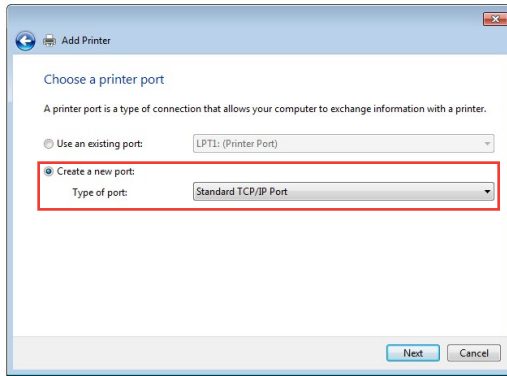 Add Printer
Choose a printer port
A printer port is a type of connection that allows your computer to exchange information with a printer.
Use an existing port: LPT1: (Printer Port)
Create a new port:
Type of port: Standard TCP/IP Port
Next Cancel